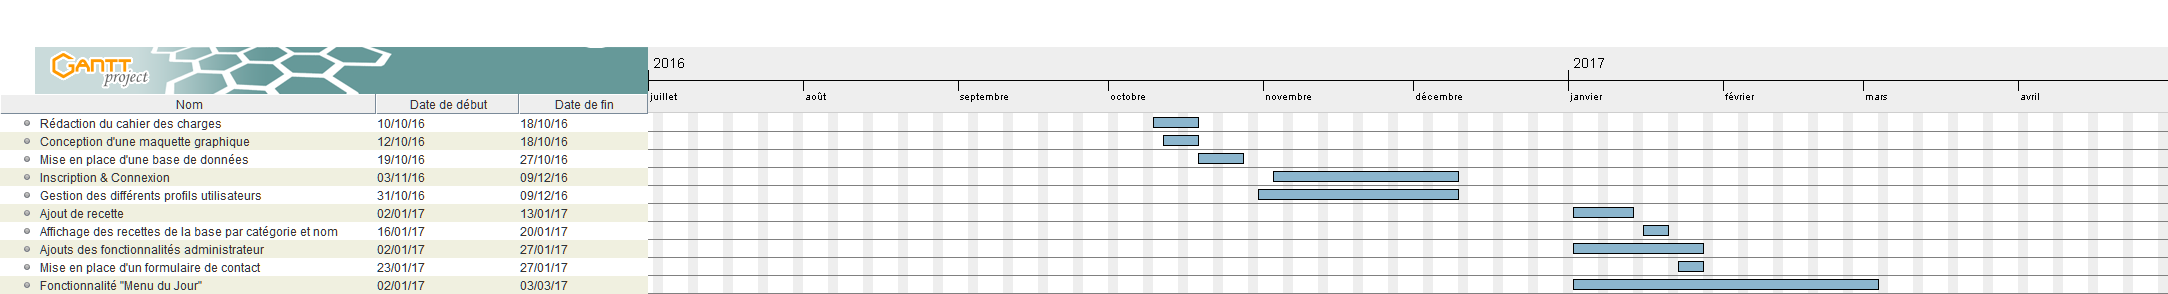 GANTT project
2016 2017
juillet août septembre octobre novembre décembre janvier février mars avril
Nom Date de début Date de fin
Rédaction du cahier des charges 10/10/16 18/10/16
Conception d'une maquette graphique 12/10/16 18/10/16
Mise en place d'une base de données 19/10/16 27/10/16
Inscription & Connexion 03/11/16 09/12/16
Gestion des différents profils utilisateurs 31/10/16 09/12/16
Ajout de recette 02/01/17 13/01/17
Affichage des recettes de la base par catégorie et nom 16/01/17 20/01/17
Ajouts des fonctionnalités administrateur 02/01/17 27/01/17
Mise en place d'un formulaire de contact 23/01/17 27/01/17
Fonctionnalité "Menu du Jour" 02/01/17 03/03/17